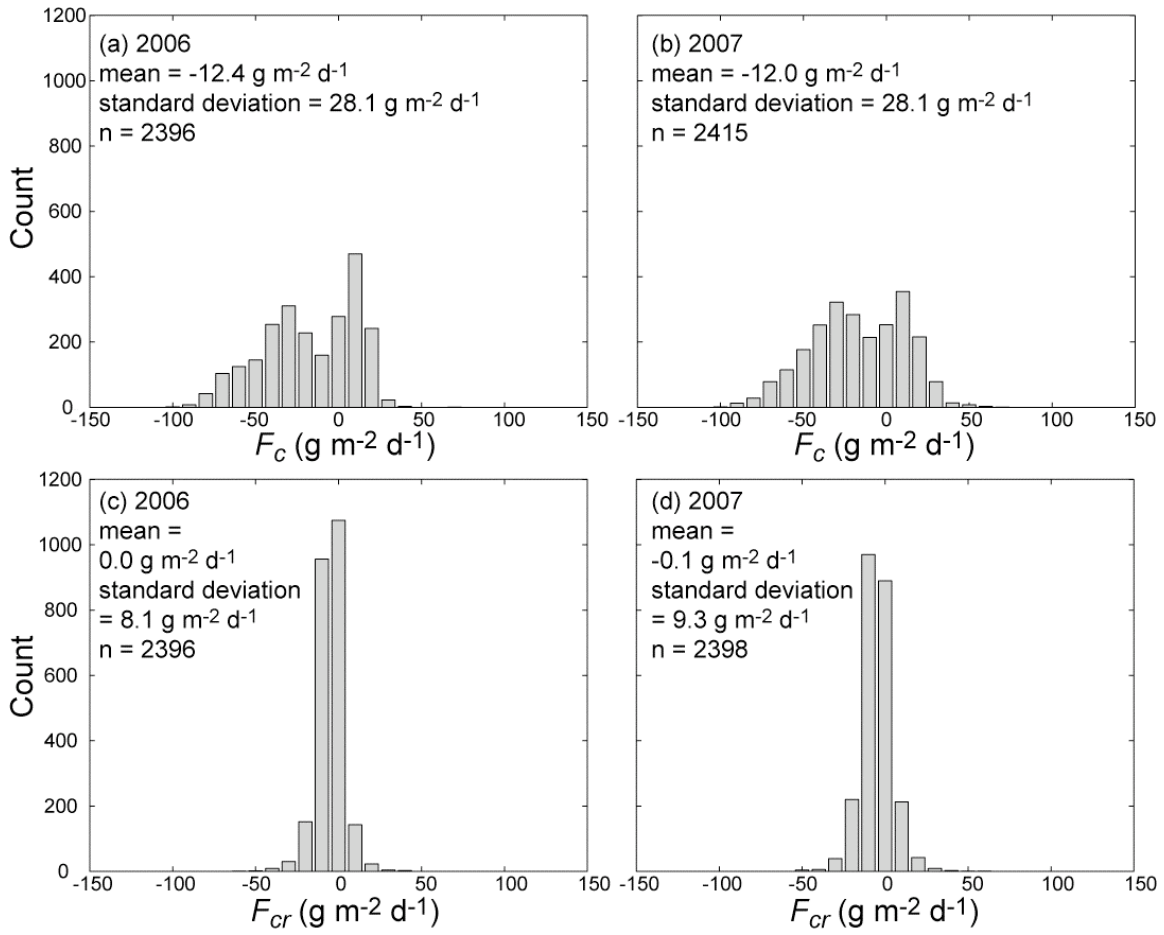 1200
1000
800
600
400
200
0
Count
(a) 2006
mean = -12.4 g m-2 d-1
standard deviation = 28.1 g m-2 d-1
n = 2396
-150 -100 -50 0 50 100 150
Fc (g m-2 d-1)
(b) 2007
mean = -12.0 g m-2 d-1
standard deviation = 28.1 g m-2 d-1
n = 2415
-150 -100 -50 0 50 100 150
Fc (g m-2 d-1)
1200
1000
800
600
400
200
0
Count
(c) 2006
mean =
0.0 g m-2 d-1
standard deviation
= 8.1 g m-2 d-1
n = 2396
-150 -100 -50 0 50 100 150
Fcr (g m-2 d-1)
(d) 2007
mean =
-0.1 g m-2 d-1
standard deviation
= 9.3 g m-2 d-1
n = 2398
-150 -100 -50 0 50 100 150
Fcr (g m-2 d-1)